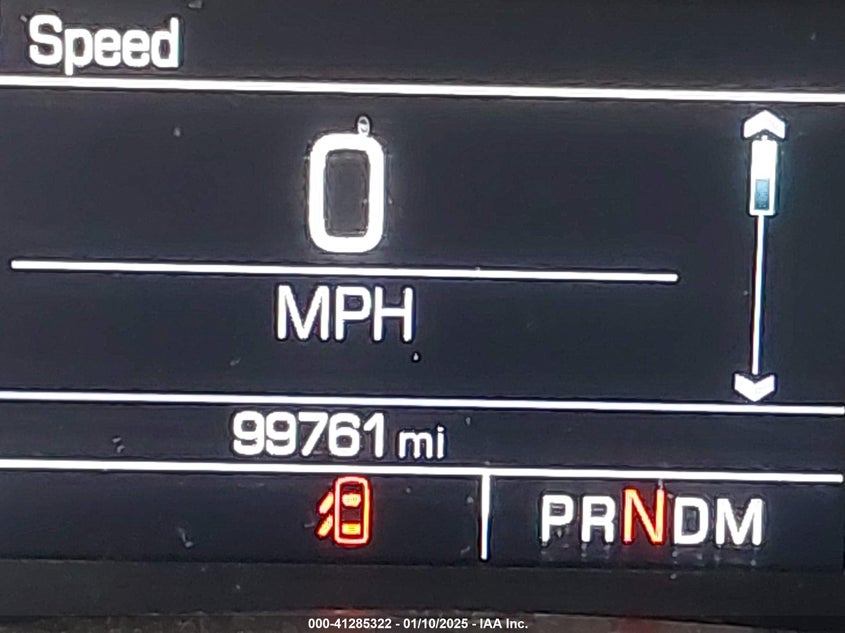 Speed
0
MPH
99761 mi
PRNDM
000-41285322 - 01/10/2025 - IAA Inc.